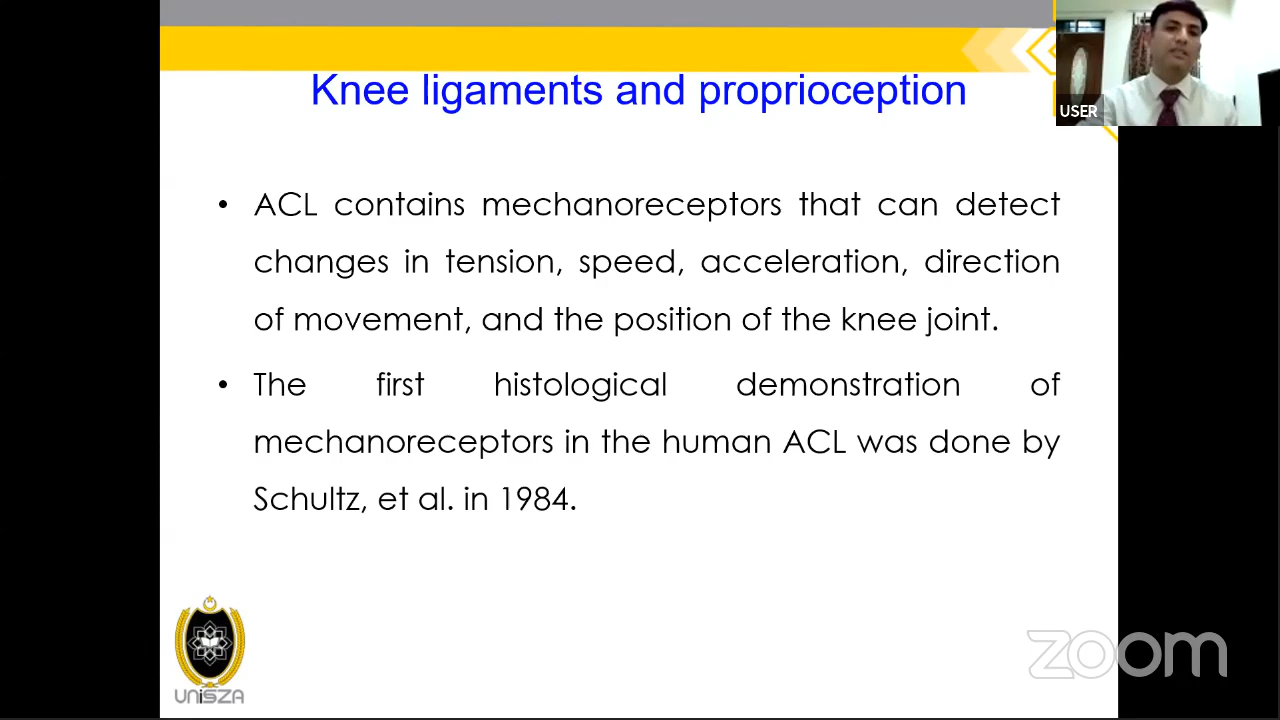 Knee ligaments and proprioception
USER
• ACL contains mechanoreceptors that can detect
changes in tension, speed, acceleration, direction
of movement, and the position of the knee joint.
• The first histological demonstration of
mechanoreceptors in the human ACL was done by
Schultz, et al. in 1984.
UNiSZA
zoom